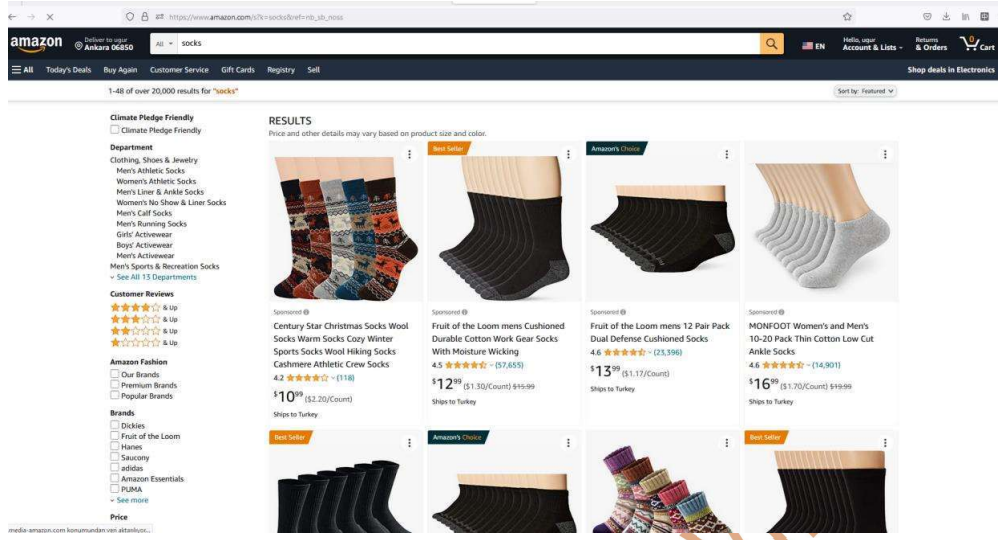 https://www.amazon.com/s?k=socks&ref=nb_sb_noss
amazon
Deliver to ugur
Ankara 06850
All
socks
EN
Hello, ugur
Account & Lists
Returns
& Orders
0
Cart
All
Today's Deals
Buy Again
Customer Service
Gift Cards
Registry
Sell
Shop deals in Electronics
1-48 of over 20,000 results for "socks"
Sort by: Featured
Climate Pledge Friendly
Climate Pledge Friendly
Department
Clothing, Shoes & Jewelry
Men's Athletic Socks
Women's Athletic Socks
Men's Liner & Ankle Socks
Women's No Show & Liner Socks
Men's Calf Socks
Men's Running Socks
Girls' Activewear
Boys' Activewear
Men's Activewear
Men's Sports & Recreation Socks
See All 13 Departments
Customer Reviews
& Up
& Up
& Up
& Up
Amazon Fashion
Our Brands
Premium Brands
Popular Brands
Brands
Dickies
Fruit of the Loom
Hanes
Saucony
adidas
Amazon Essentials
PUMA
See more
Price
RESULTS
Price and other details may vary based on product size and color.
Sponsored
Century Star Christmas Socks Wool
Socks Warm Socks Cozy Winter
Sports Socks Wool Hiking Socks
Cashmere Athletic Crew Socks
4.2 (118)
$10.99 ($2.20/Count)
Ships to Turkey
Best Seller
Sponsored
Fruit of the Loom mens Cushioned
Durable Cotton Work Gear Socks
With Moisture Wicking
4.5 (57,655)
$12.99 ($1.30/Count) $15.99
Ships to Turkey
Amazon's Choice
Sponsored
Fruit of the Loom mens 12 Pair Pack
Dual Defense Cushioned Socks
4.6 (23,396)
$13.99 ($1.17/Count)
Ships to Turkey
Sponsored
MONFOOT Women's and Men's
10-20 Pack Thin Cotton Low Cut
Ankle Socks
4.6 (14,901)
$16.99 ($1.70/Count) $19.99
Ships to Turkey
Best Seller
Amazon's Choice
Best Seller
media-amazon.com konumundan veri aktarılıyor...